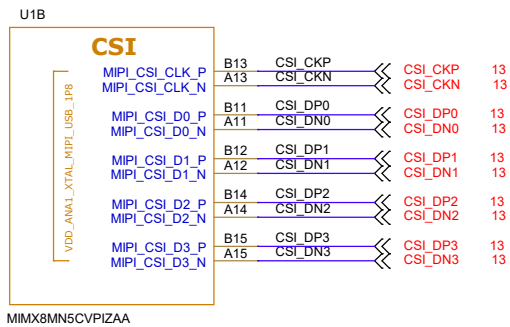 U1B
CSI
VDD_ANA1_XTAL_MIPI_USB_1P8
MIPI_CSI_CLK_P B13 CSI_CKP CSI_CKP 13
MIPI_CSI_CLK_N A13 CSI_CKN CSI_CKN 13
MIPI_CSI_D0_P B11 CSI_DP0 CSI_DP0 13
MIPI_CSI_D0_N A11 CSI_DN0 CSI_DN0 13
MIPI_CSI_D1_P B12 CSI_DP1 CSI_DP1 13
MIPI_CSI_D1_N A12 CSI_DN1 CSI_DN1 13
MIPI_CSI_D2_P B14 CSI_DP2 CSI_DP2 13
MIPI_CSI_D2_N A14 CSI_DN2 CSI_DN2 13
MIPI_CSI_D3_P B15 CSI_DP3 CSI_DP3 13
MIPI_CSI_D3_N A15 CSI_DN3 CSI_DN3 13
MIMX8MN5CVPIZAA